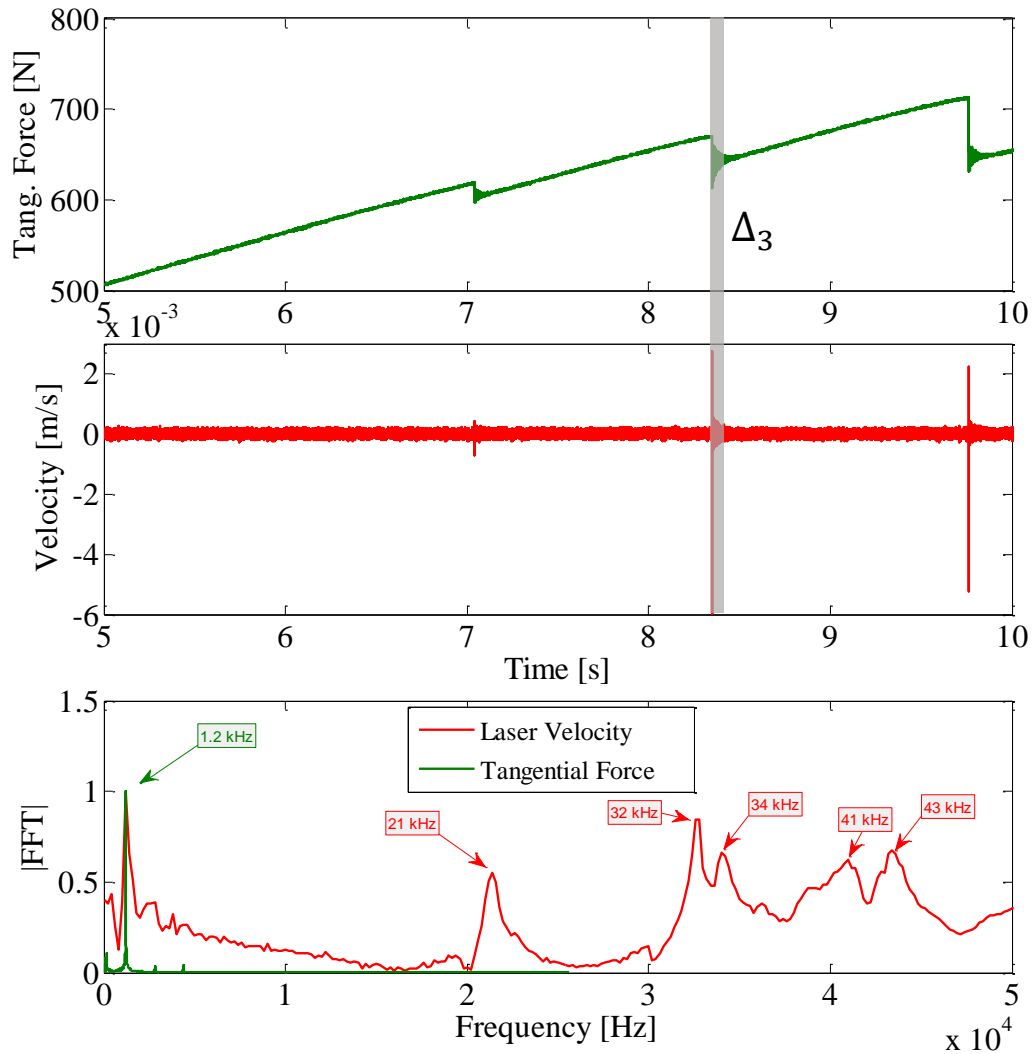 800
700
600
500
Tang. Force [N]
Δ₃
5
6
7
8
9
10
x 10⁻³
2
0
-2
-4
-6
Velocity [m/s]
5
6
7
8
9
10
Time [s]
1.5
1
0.5
0
|FFT|
Laser Velocity
Tangential Force
1.2 kHz
21 kHz
32 kHz
34 kHz
41 kHz
43 kHz
0
1
2
3
4
5
Frequency [Hz]
x 10⁴